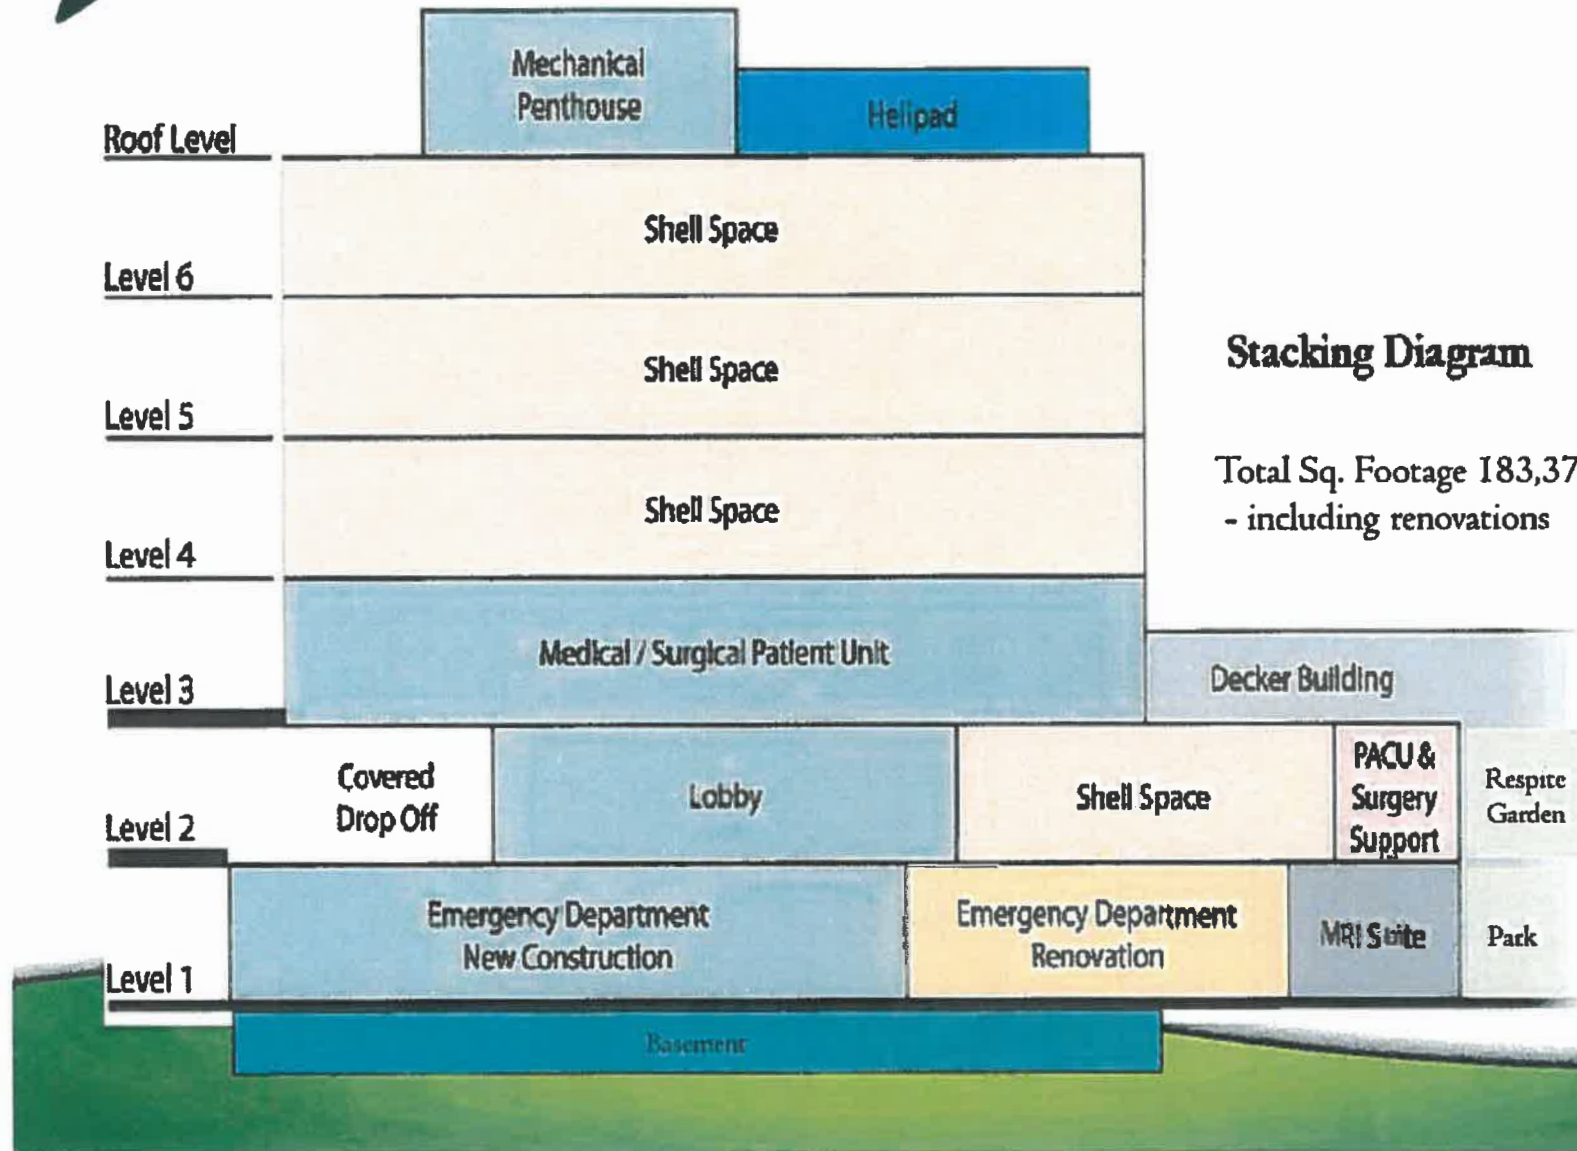 Mechanical
Penthouse
Helipad
Roof Level
Shell Space
Level 6
Shell Space
Level 5
Stacking Diagram
Total Sq. Footage 183,37
- including renovations
Shell Space
Level 4
Medical / Surgical Patient Unit
Decker Building
Level 3
Covered
Drop Off
Lobby
Shell Space
PACU &
Surgery
Support
Respite
Garden
Level 2
Emergency Department
New Construction
Emergency Department
Renovation
MRI Suite
Park
Level 1
Basement